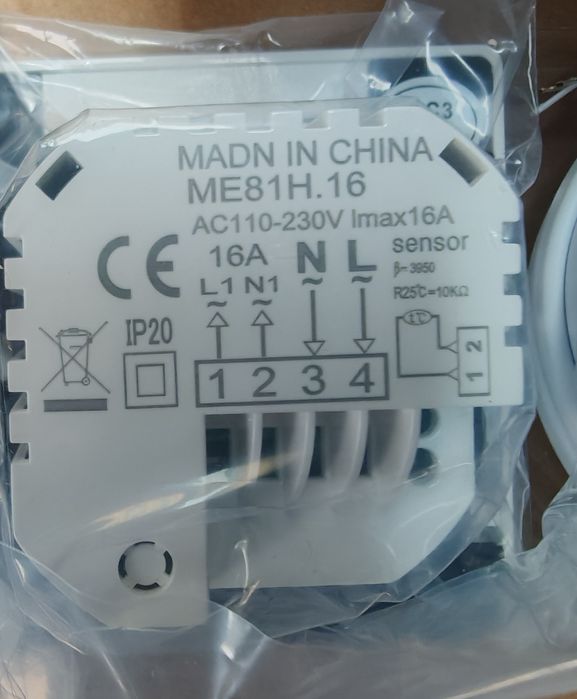 C3
MADN IN CHINA
ME81H.16
AC110-230V Imax16A
CE 16A N L sensor
L1 N1 β-3950
~ ~ ~ ~ R25℃=10KΩ
t℃
IP20
1 2 3 4 1 2